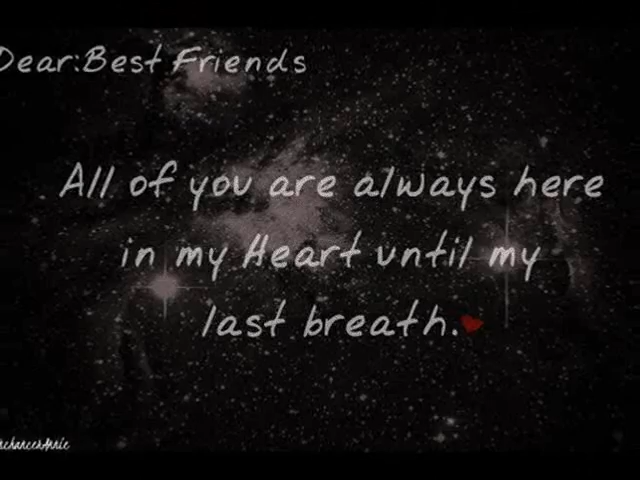 Dear:Best Friends
All of you are always here
in my Heart until my
last breath.